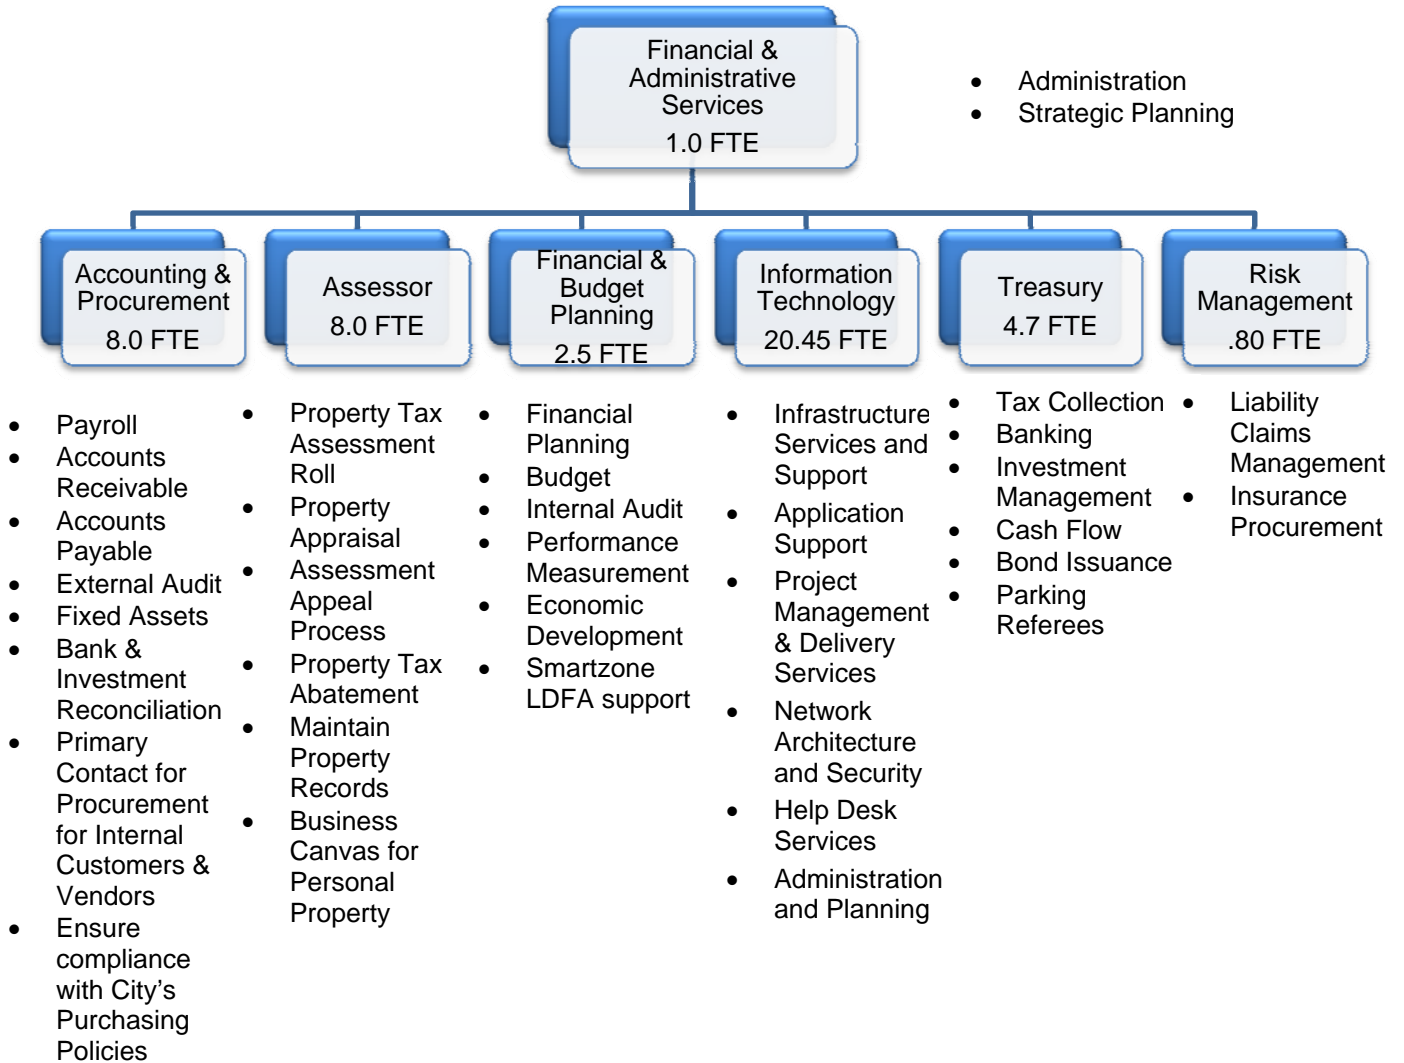 Financial &
Administrative
Services
1.0 FTE
• Administration
• Strategic Planning
Accounting &
Procurement
8.0 FTE
Assessor
8.0 FTE
Financial &
Budget
Planning
2.5 FTE
Information
Technology
20.45 FTE
Treasury
4.7 FTE
Risk
Management
.80 FTE
• Payroll
• Accounts
Receivable
• Accounts
Payable
• External Audit
• Fixed Assets
• Bank &
Investment
Reconciliation
• Primary
Contact for
Procurement
for Internal
Customers &
Vendors
• Ensure
compliance
with City’s
Purchasing
Policies
• Property Tax
Assessment
Roll
• Property
Appraisal
• Assessment
Appeal
Process
• Property Tax
Abatement
• Maintain
Property
Records
• Business
Canvas for
Personal
Property
• Financial
Planning
• Budget
• Internal Audit
• Performance
Measurement
• Economic
Development
• Smartzone
LDFA support
• Infrastructure
Services and
Support
• Application
Support
• Project
Management
& Delivery
Services
• Network
Architecture
and Security
• Help Desk
Services
• Administration
and Planning
• Tax Collection
• Banking
• Investment
Management
• Cash Flow
• Bond Issuance
• Parking
Referees
• Liability
Claims
Management
• Insurance
Procurement